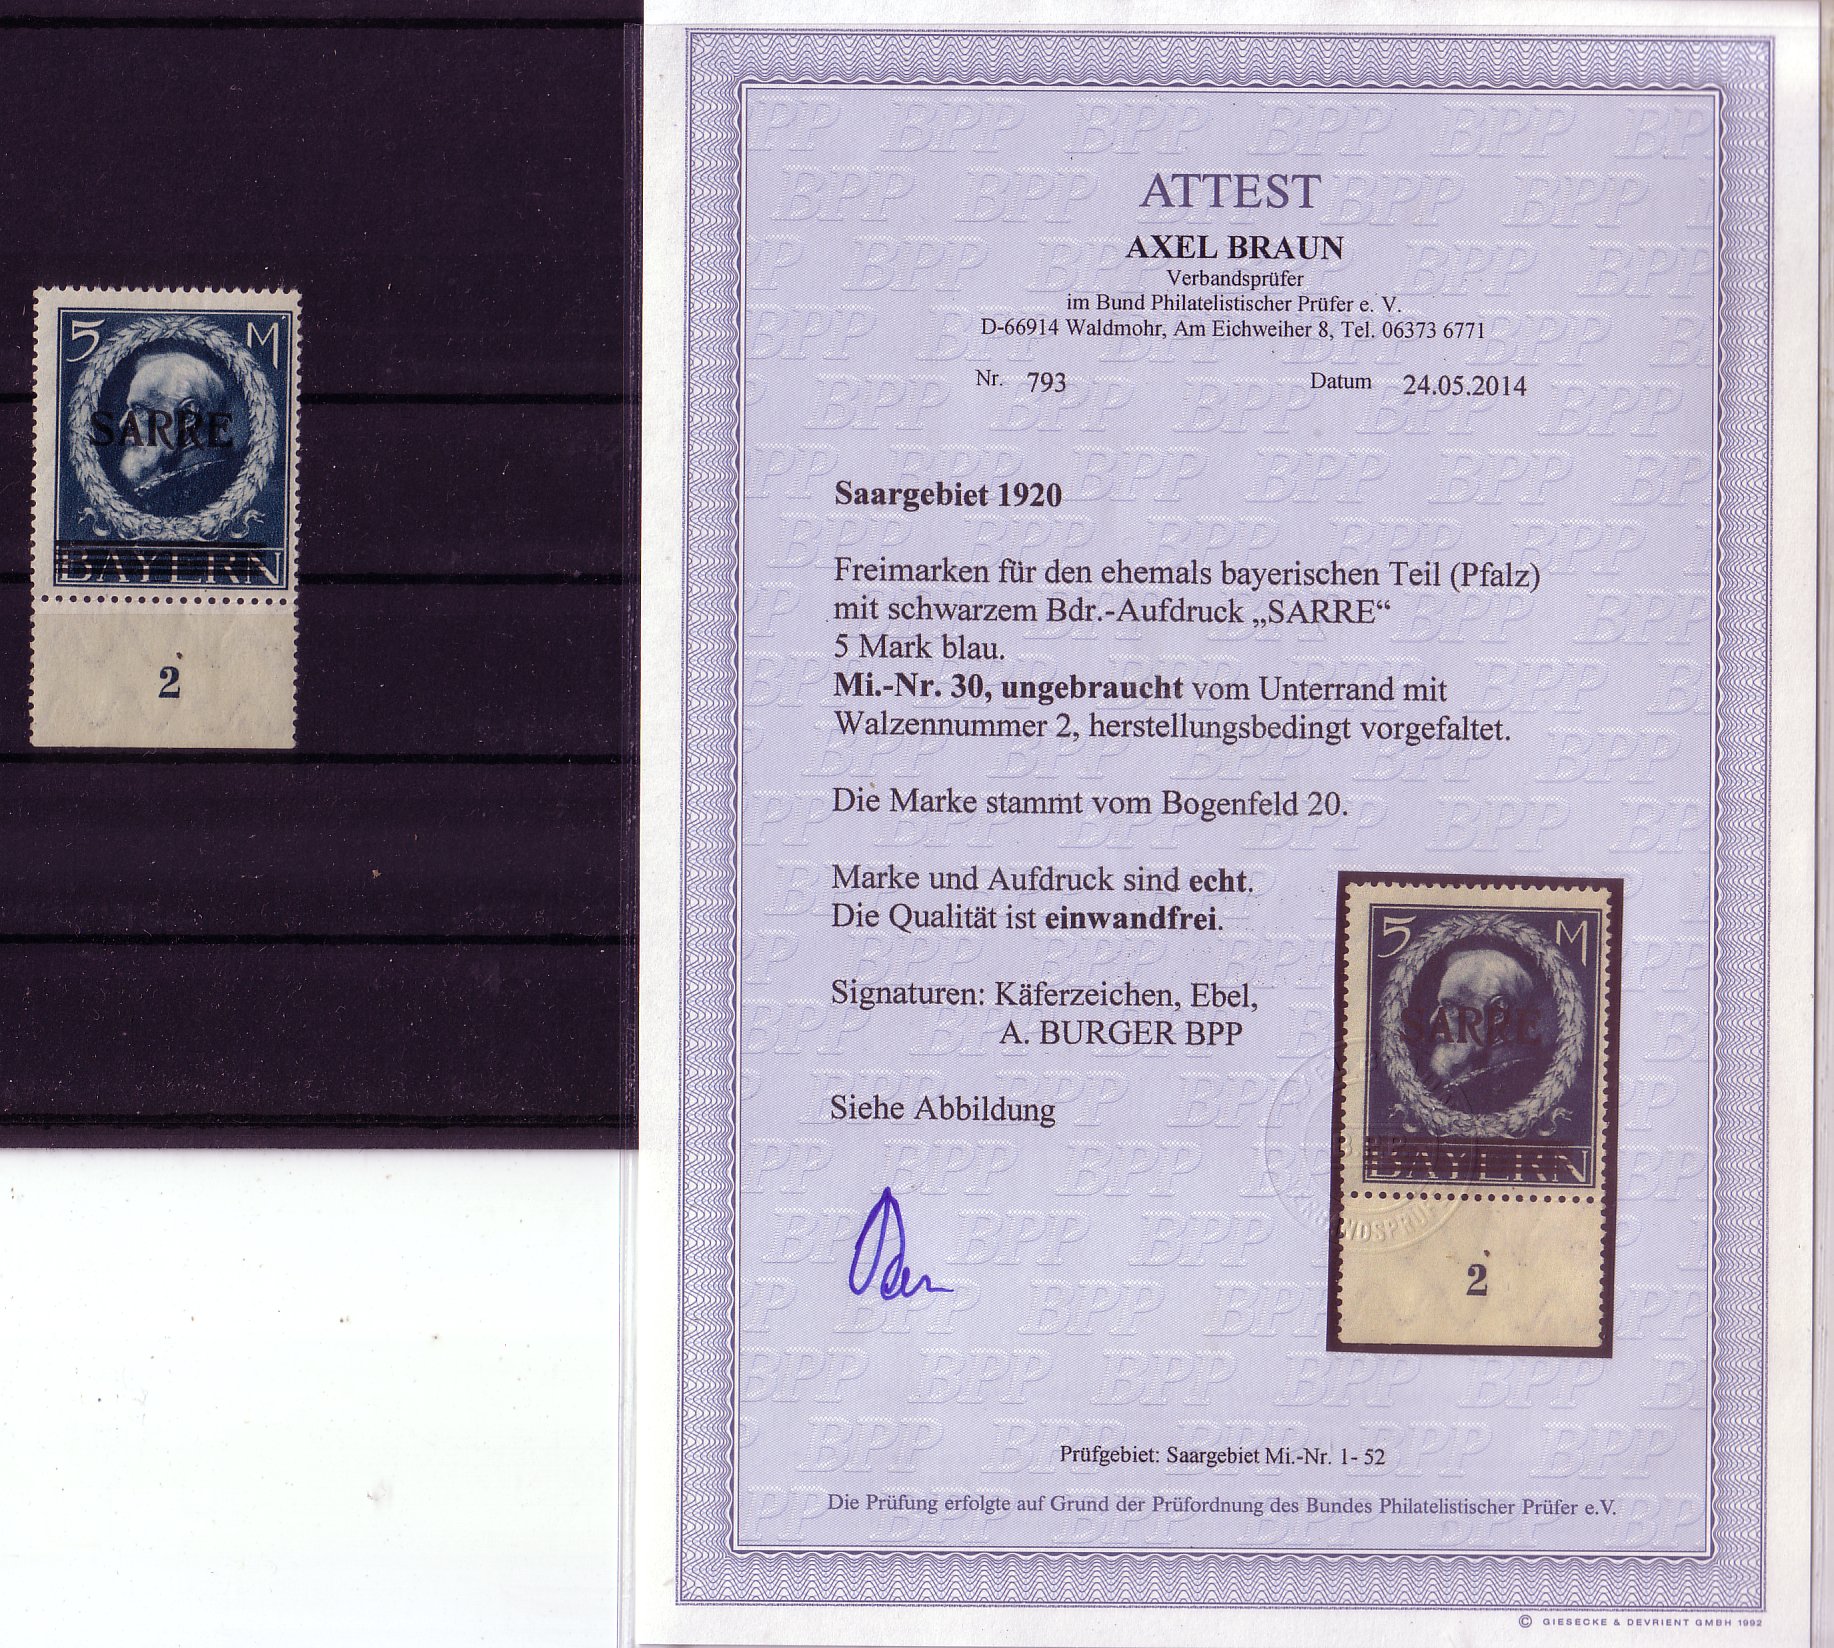 5 M
SARRE
BAYERN
2
ATTEST
AXEL BRAUN
Verbandsprüfer
im Bund Philatelistischer Prüfer e. V.
D-66914 Waldmohr, Am Eichweiher 8, Tel. 06373 6771
Nr. 793 Datum 24.05.2014
Saargebiet 1920
Freimarken für den ehemals bayerischen Teil (Pfalz)
mit schwarzem Bdr.-Aufdruck „SARRE“
5 Mark blau.
Mi.-Nr. 30, ungebraucht vom Unterrand mit
Walzennummer 2, herstellungsbedingt vorgefaltet.
Die Marke stammt vom Bogenfeld 20.
Marke und Aufdruck sind echt.
Die Qualität ist einwandfrei.
Signaturen: Käferzeichen, Ebel,
A. BURGER BPP
Siehe Abbildung
5 M
SARRE
BAYERN
2
Prüfgebiet: Saargebiet Mi.-Nr. 1- 52
Die Prüfung erfolgte auf Grund der Prüfordnung des Bundes Philatelistischer Prüfer e.V.
© GIESECKE & DEVRIENT GMBH 1992